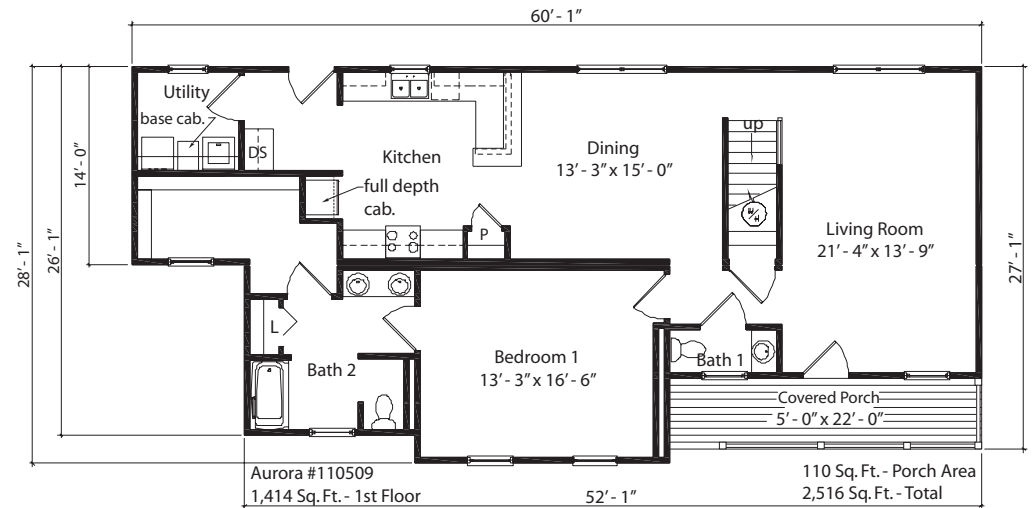 60’ - 1”
Utility
base cab.
DS
Kitchen
full depth
cab.
P
Dining
13’ - 3” x 15’ - 0”
up
W/H
Living Room
21’ - 4” x 13’ - 9”
14’ - 0”
26’ - 1”
28’ - 1”
27’ - 1”
L
Bath 2
Bedroom 1
13’ - 3” x 16’ - 6”
Bath 1
Covered Porch
5’ - 0” x 22’ - 0”
Aurora #110509
1,414 Sq. Ft. - 1st Floor
52’ - 1”
110 Sq. Ft. - Porch Area
2,516 Sq. Ft. - Total